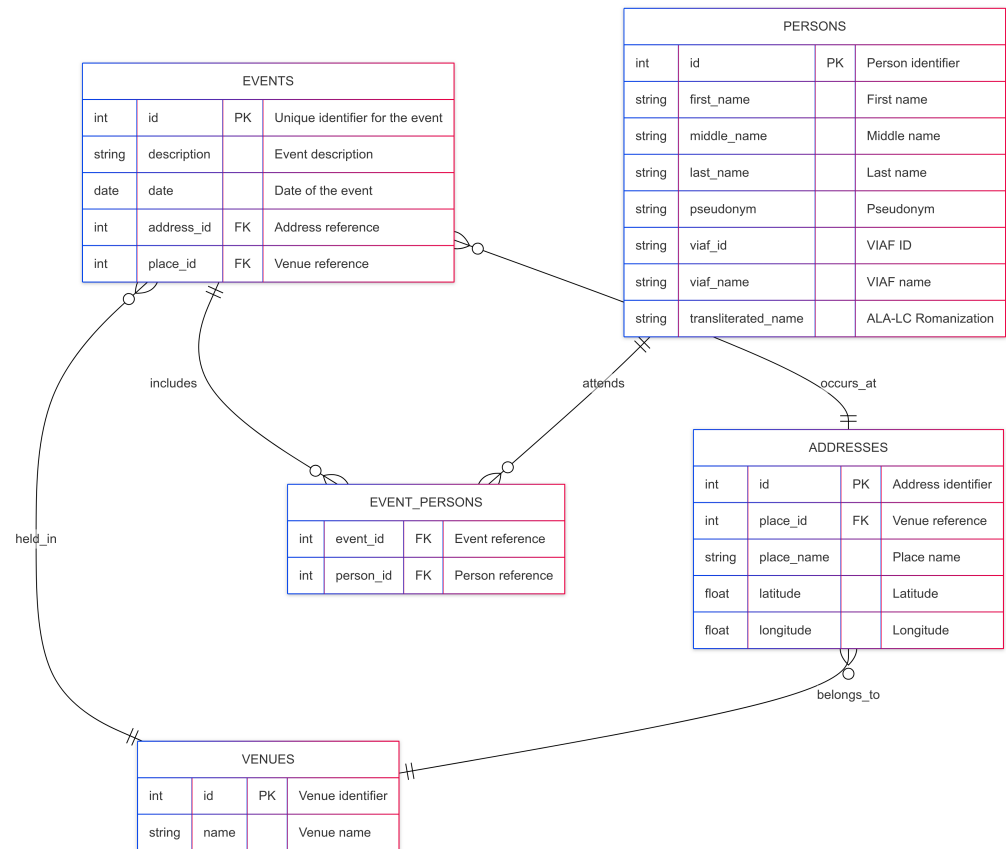 PERSONS
int id PK Person identifier
string first_name First name
string middle_name Middle name
string last_name Last name
string pseudonym Pseudonym
string viaf_id VIAF ID
string viaf_name VIAF name
string transliterated_name ALA-LC Romanization
EVENTS
int id PK Unique identifier for the event
string description Event description
date date Date of the event
int address_id FK Address reference
int place_id FK Venue reference
includes
attends
occurs_at
ADDRESSES
int id PK Address identifier
int place_id FK Venue reference
string place_name Place name
float latitude Latitude
float longitude Longitude
EVENT_PERSONS
int event_id FK Event reference
int person_id FK Person reference
held_in
belongs_to
VENUES
int id PK Venue identifier
string name Venue name